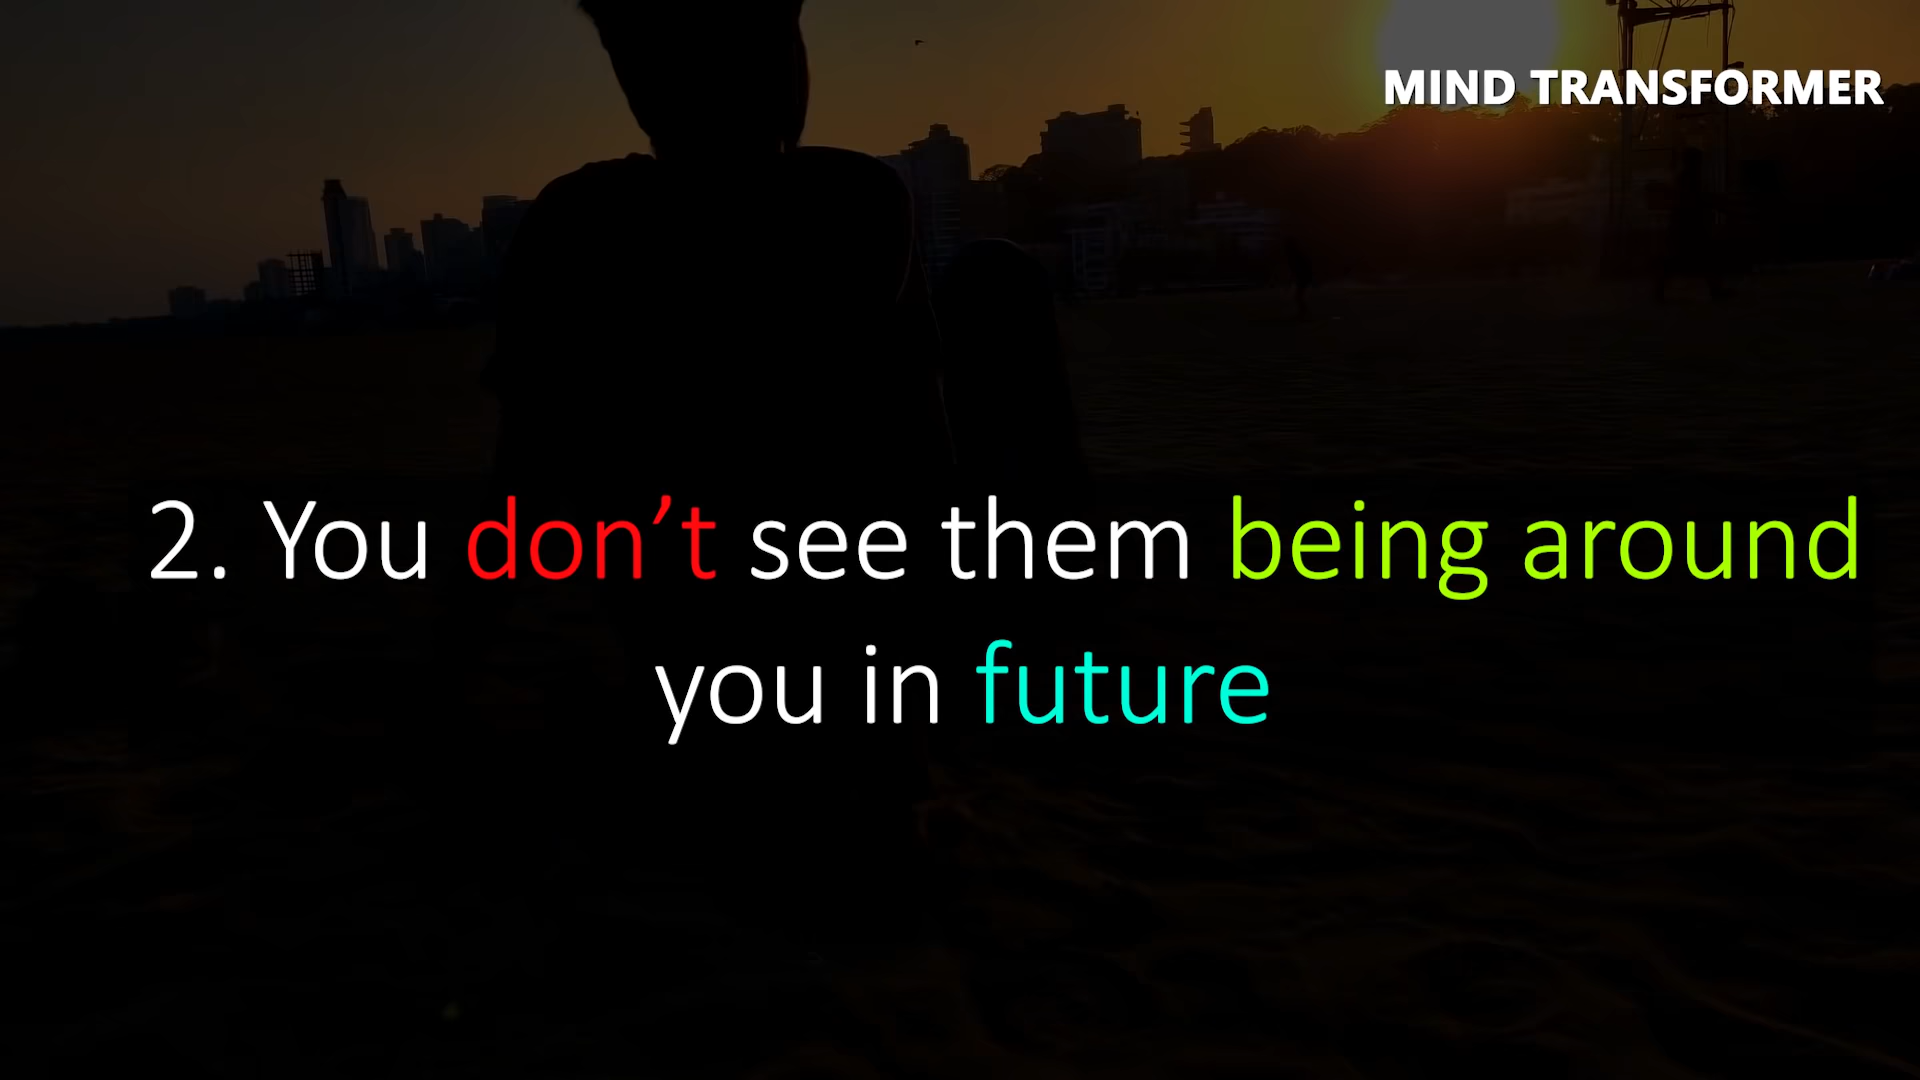 MIND TRANSFORMER
2. You don’t see them being around
you in future